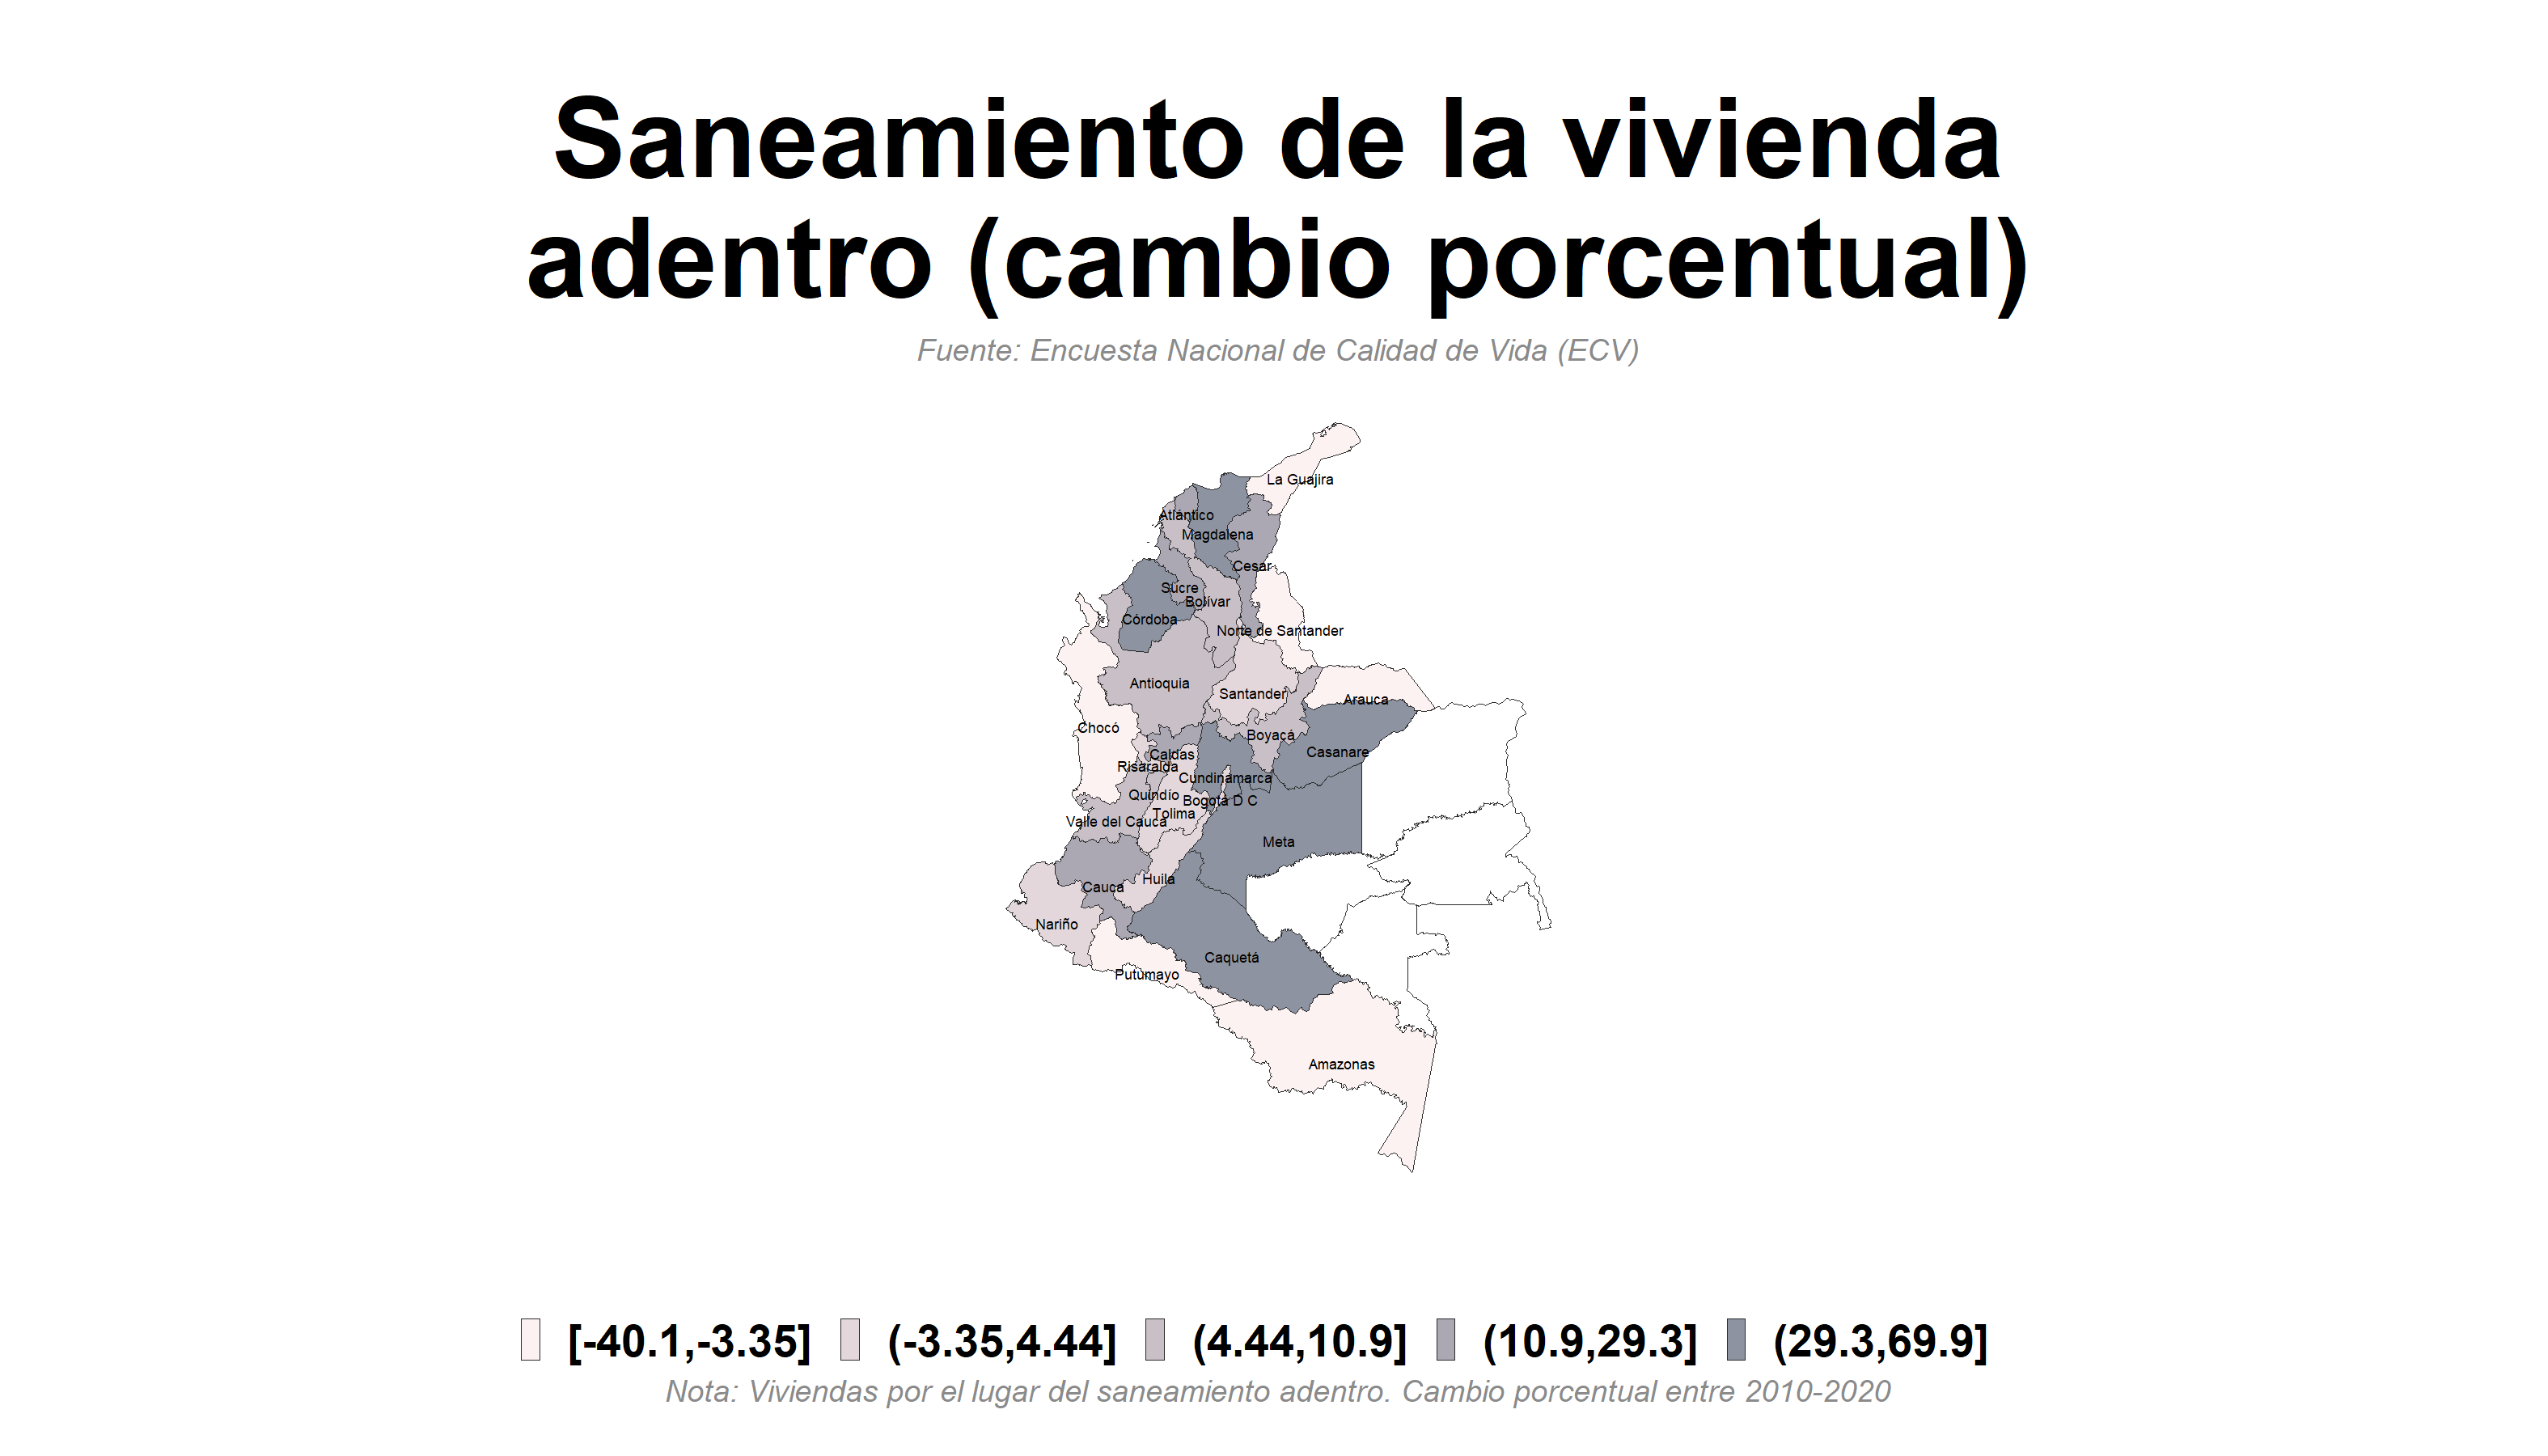 Saneamiento de la vivienda
adentro (cambio porcentual)
Fuente: Encuesta Nacional de Calidad de Vida (ECV)
La Guajira
Atlántico
Magdalena
Cesar
Sucre
Bolívar
Córdoba
Norte de Santander
Antioquia
Santander
Arauca
Chocó
Boyacá
Casanare
Caldas
Risaralda
Cundinamarca
Quindío
Bogotá D C
Tolima
Valle del Cauca
Meta
Huila
Cauca
Nariño
Caquetá
Putumayo
Amazonas
[-40.1,-3.35] (-3.35,4.44] (4.44,10.9] (10.9,29.3] (29.3,69.9]
Nota: Viviendas por el lugar del saneamiento adentro. Cambio porcentual entre 2010-2020